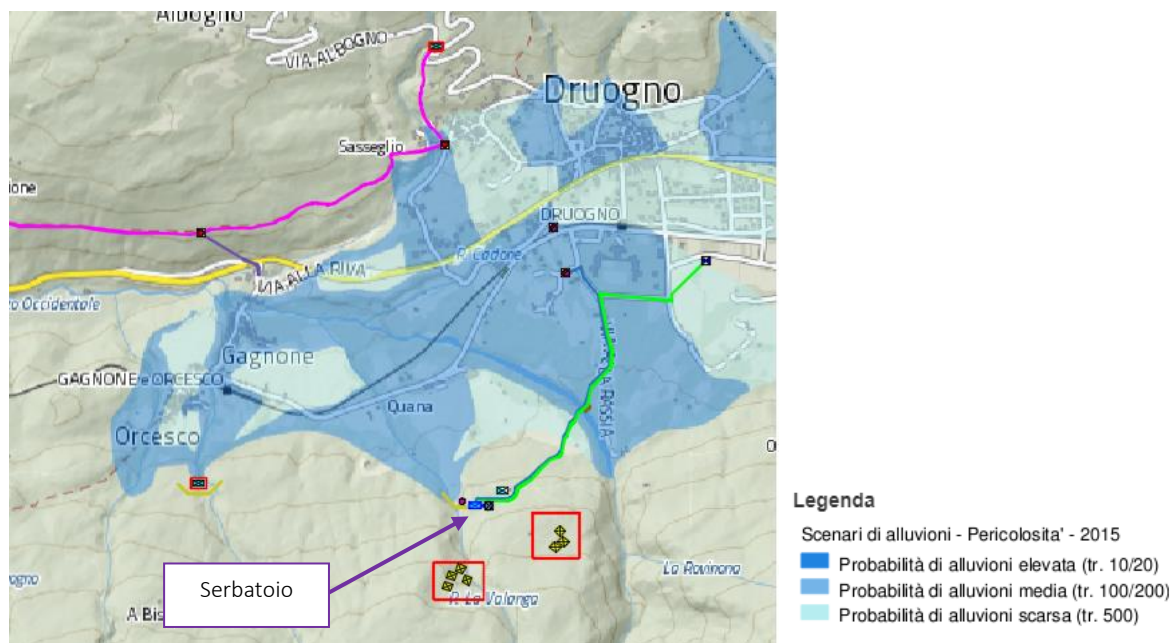 Albogno
VIA ALBOGNO
Druogno
Sasseglio
ione
DRUOGNO
R. Cadone
VIA ALLA RIVA
o Occidentale
Gagnone
GAGNONE e ORCESCO
Quana
Orcesco
O
Serbatoio
La Rovinona
ogno
A Bis
R. La Valanga
Legenda
Scenari di alluvioni - Pericolosita' - 2015
Probabilità di alluvioni elevata (tr. 10/20)
Probabilità di alluvioni media (tr. 100/200)
Probabilità di alluvioni scarsa (tr. 500)